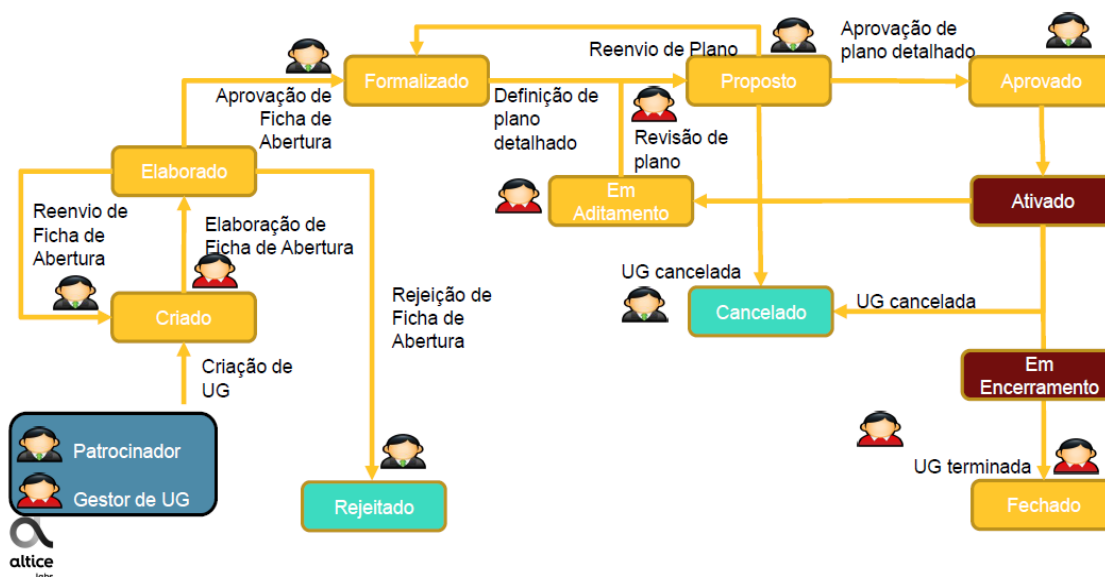 Reenvio de Plano
Aprovação de
plano detalhado
Formalizado
Proposto
Aprovado
Aprovação de
Ficha de
Abertura
Definição de
plano
detalhado
Revisão de
plano
Elaborado
Em
Aditamento
Ativado
Reenvio de
Ficha de
Abertura
Elaboração de
Ficha de Abertura
UG cancelada
Rejeição de
Ficha de
Abertura
UG cancelada
Criado
Cancelado
Criação de
UG
Em
Encerramento
Patrocinador
Gestor de UG
UG terminada
Rejeitado
Fechado
altice
labs